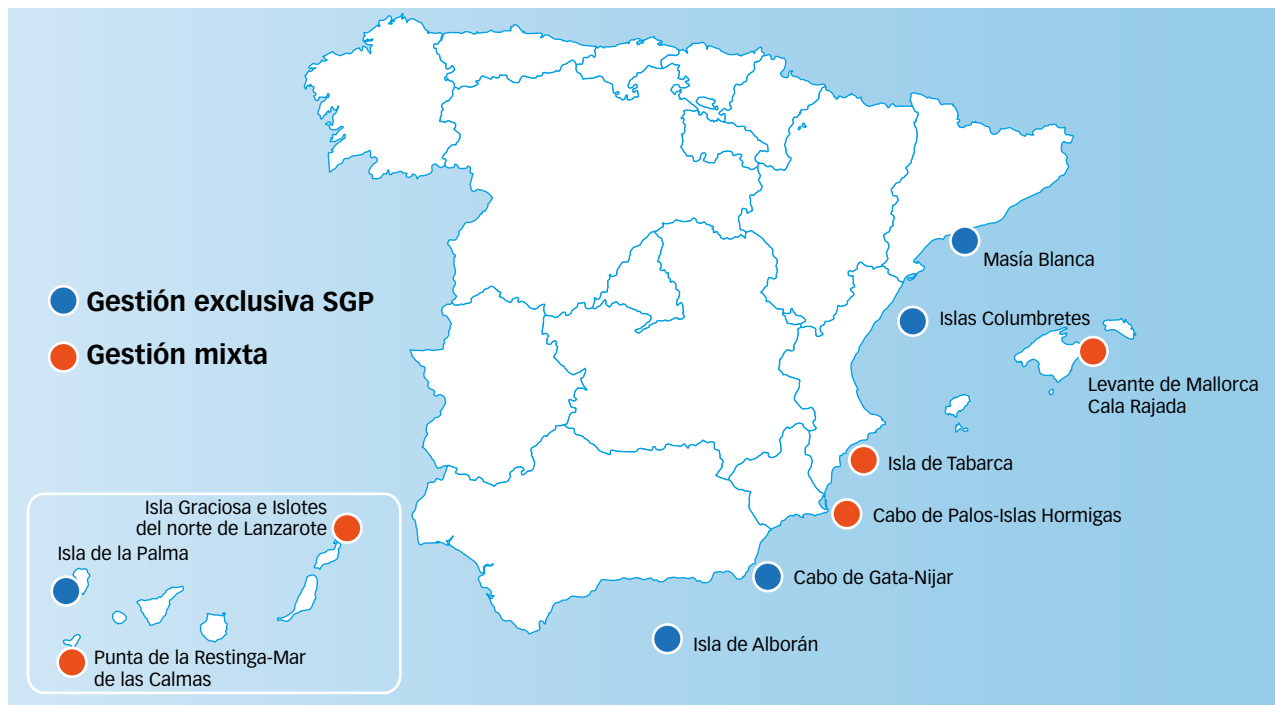 Gestión exclusiva SGP
Gestión mixta
Masía Blanca
Islas Columbretes
Levante de Mallorca
Cala Rajada
Isla de Tabarca
Cabo de Palos-Islas Hormigas
Cabo de Gata-Nijar
Isla de Alborán
Isla Graciosa e Islotes
del norte de Lanzarote
Isla de la Palma
Punta de la Restinga-Mar
de las Calmas